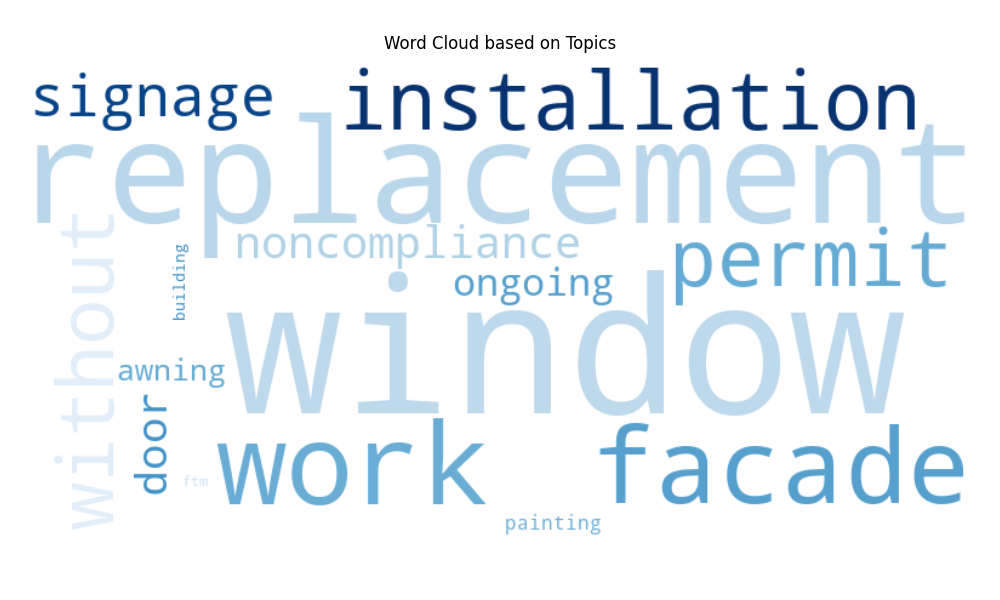 Word Cloud based on Topics
signage
installation
replacement
without
noncompliance
building
permit
ongoing
window
awning
door
work
facade
ftm
painting